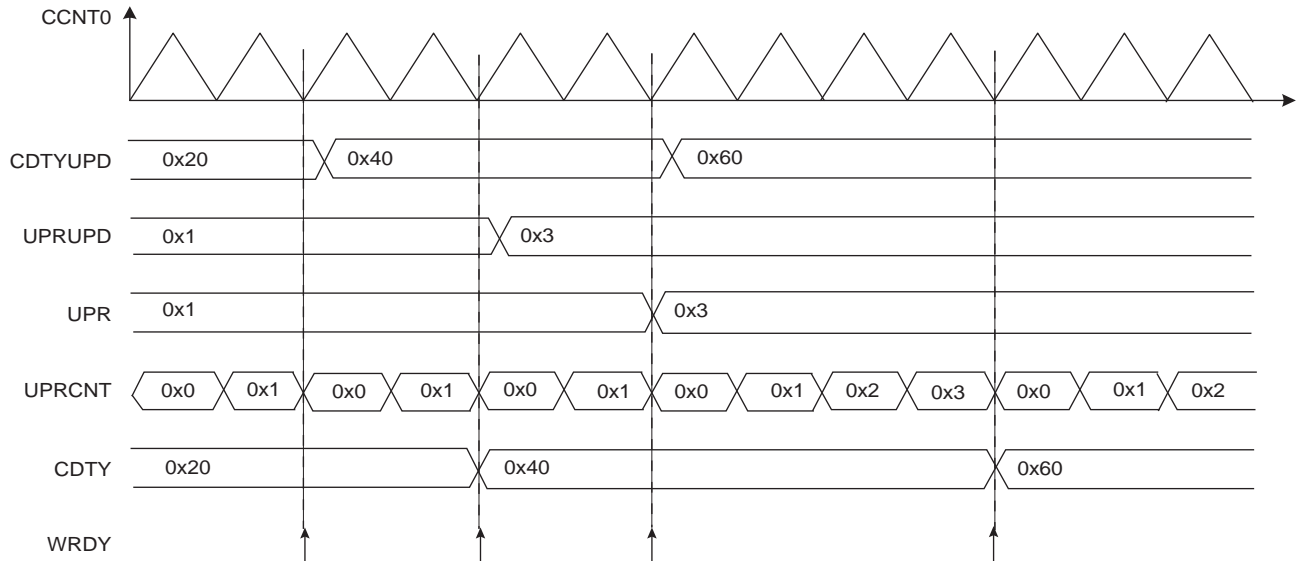 CCNT0
CDTYUPD 0x20 0x40 0x60
UPRUPD 0x1 0x3
UPR 0x1 0x3
UPRCNT 0x0 0x1 0x0 0x1 0x0 0x1 0x0 0x1 0x2 0x3 0x0 0x1 0x2
CDTY 0x20 0x40 0x60
WRDY